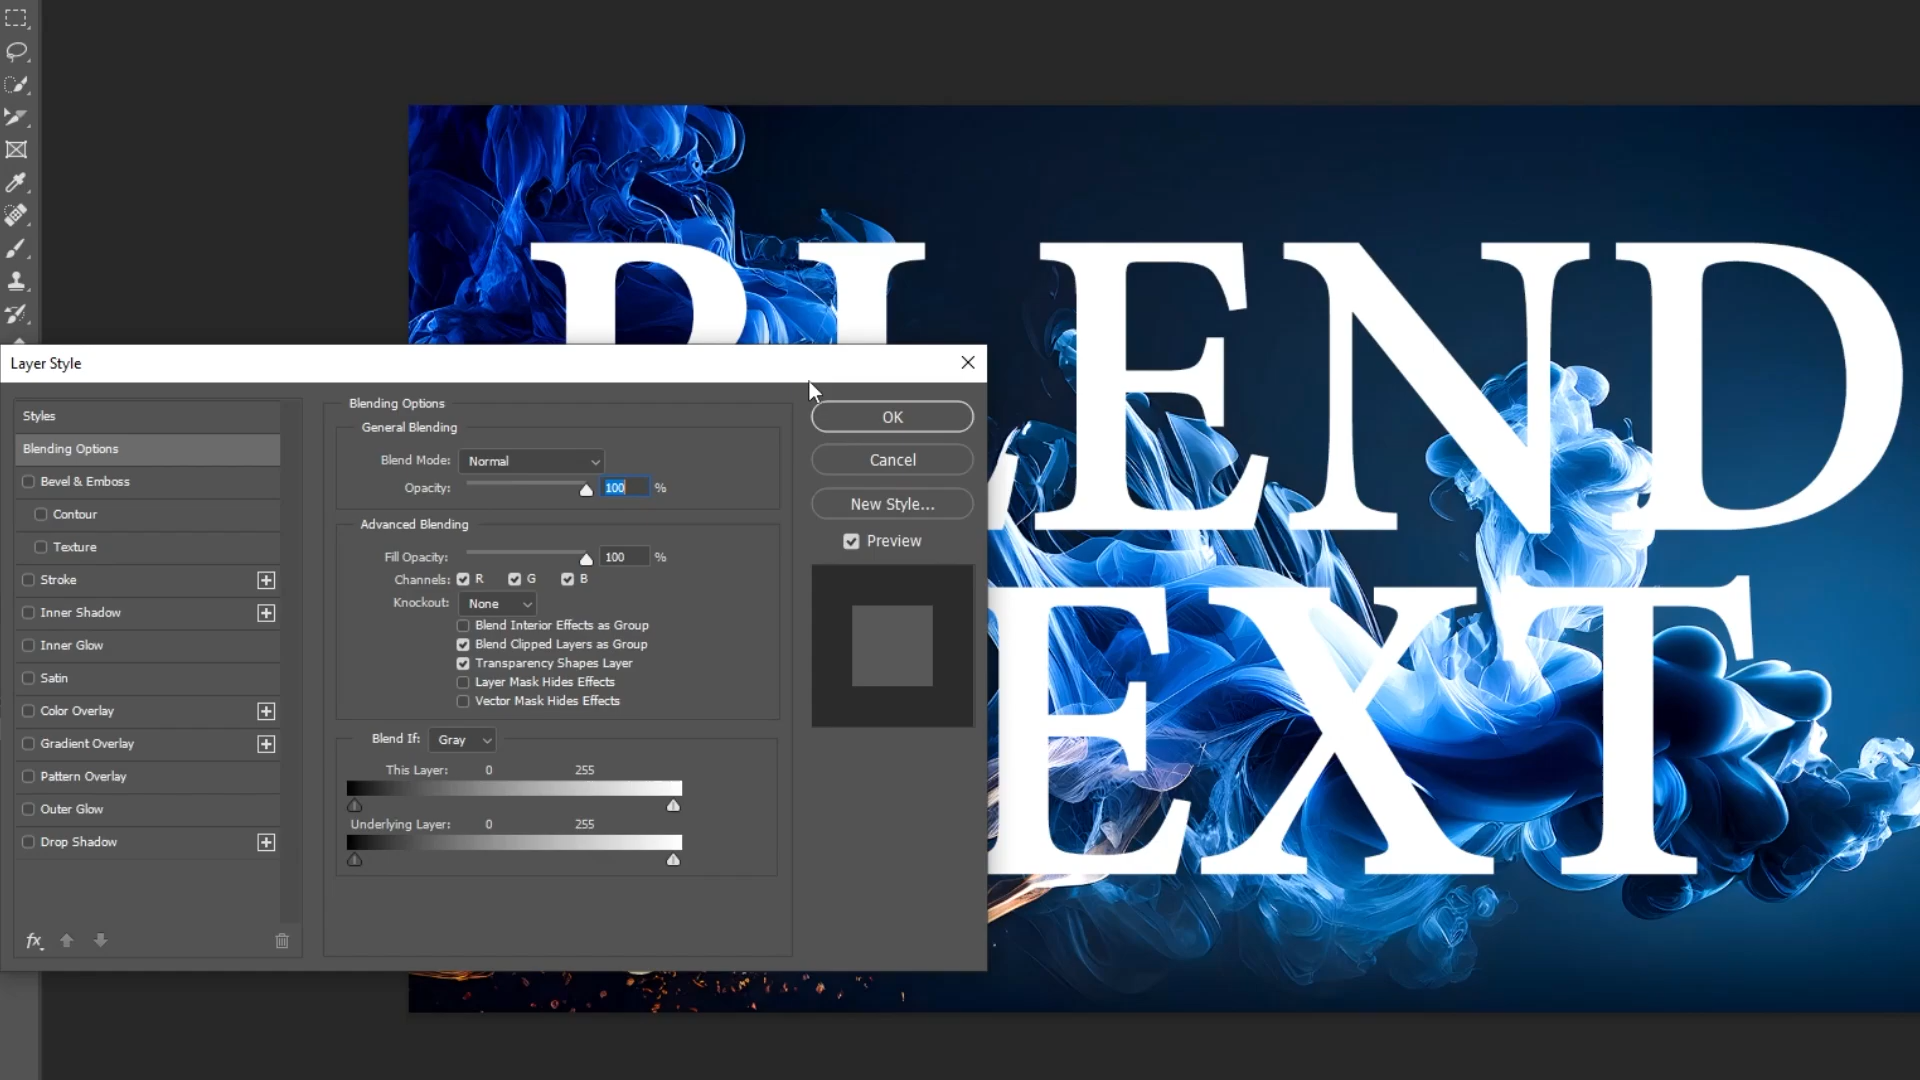 BLEND
EXT
Layer Style
Styles
Blending Options
Bevel & Emboss
Contour
Texture
Stroke
Inner Shadow
Inner Glow
Satin
Color Overlay
Gradient Overlay
Pattern Overlay
Outer Glow
Drop Shadow
fx
Blending Options
General Blending
Blend Mode: Normal
Opacity: 100 %
Advanced Blending
Fill Opacity: 100 %
Channels: R G B
Knockout: None
Blend Interior Effects as Group
Blend Clipped Layers as Group
Transparency Shapes Layer
Layer Mask Hides Effects
Vector Mask Hides Effects
Blend If: Gray
This Layer: 0 255
Underlying Layer: 0 255
OK
Cancel
New Style...
Preview